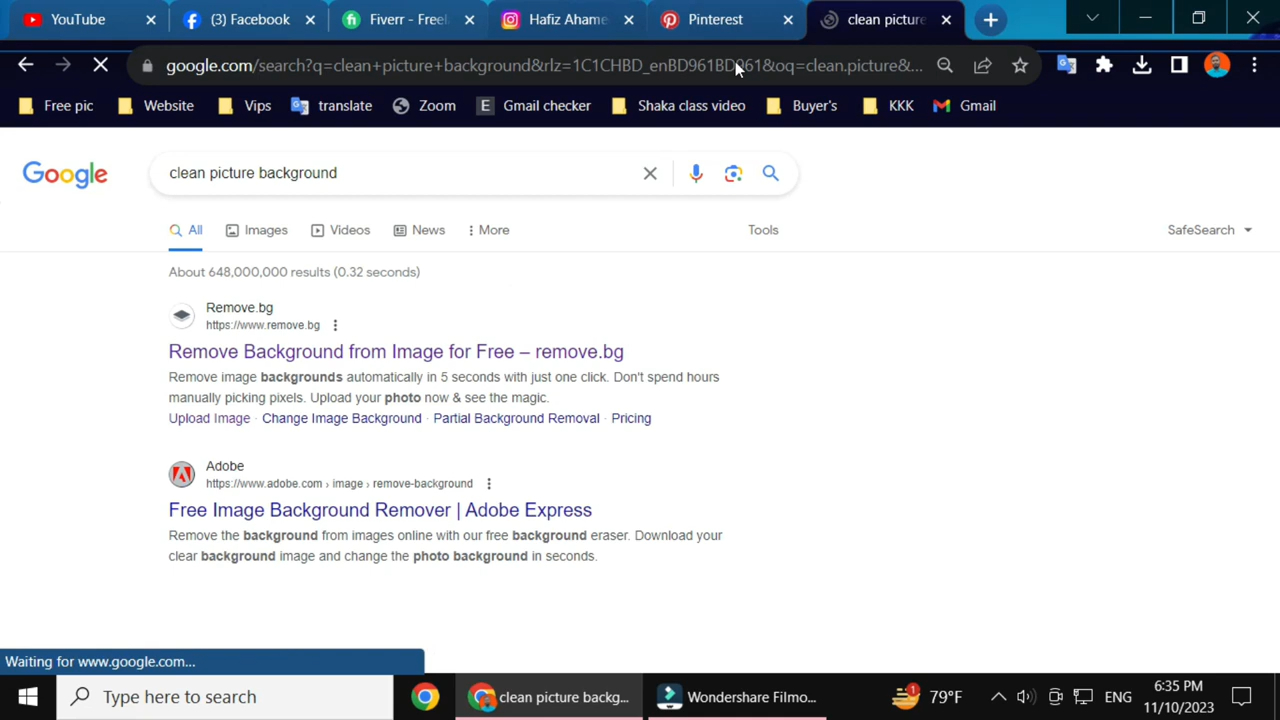 YouTube
(3) Facebook
Fiverr - Freel
Hafiz Ahame
Pinterest
clean picture
google.com/search?q=clean+picture+background&rlz=1C1CHBD_enBD961BD961&oq=clean.picture&...
Free pic
Website
Vips
translate
Zoom
E Gmail checker
Shaka class video
Buyer's
KKK
Gmail
Google
clean picture background
All
Images
Videos
News
More
Tools
SafeSearch
About 648,000,000 results (0.32 seconds)
Remove.bg
https://www.remove.bg
Remove Background from Image for Free – remove.bg
Remove image backgrounds automatically in 5 seconds with just one click. Don't spend hours
manually picking pixels. Upload your photo now & see the magic.
Upload Image · Change Image Background · Partial Background Removal · Pricing
Adobe
https://www.adobe.com › image › remove-background
Free Image Background Remover | Adobe Express
Remove the background from images online with our free background eraser. Download your
clear background image and change the photo background in seconds.
Waiting for www.google.com...
Type here to search
clean picture backg...
Wondershare Filmo...
1
79°F
ENG
6:35 PM
11/10/2023